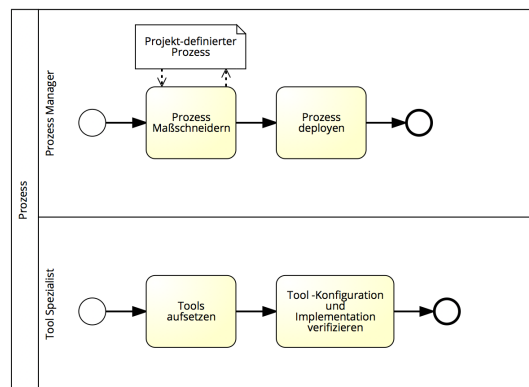 Prozess
Prozess Manager
Projekt-definierter
Prozess
Prozess
Maßschneidern
Prozess
deployen
Tool Spezialist
Tools
aufsetzen
Tool -Konfiguration
und
Implementation
verifizieren